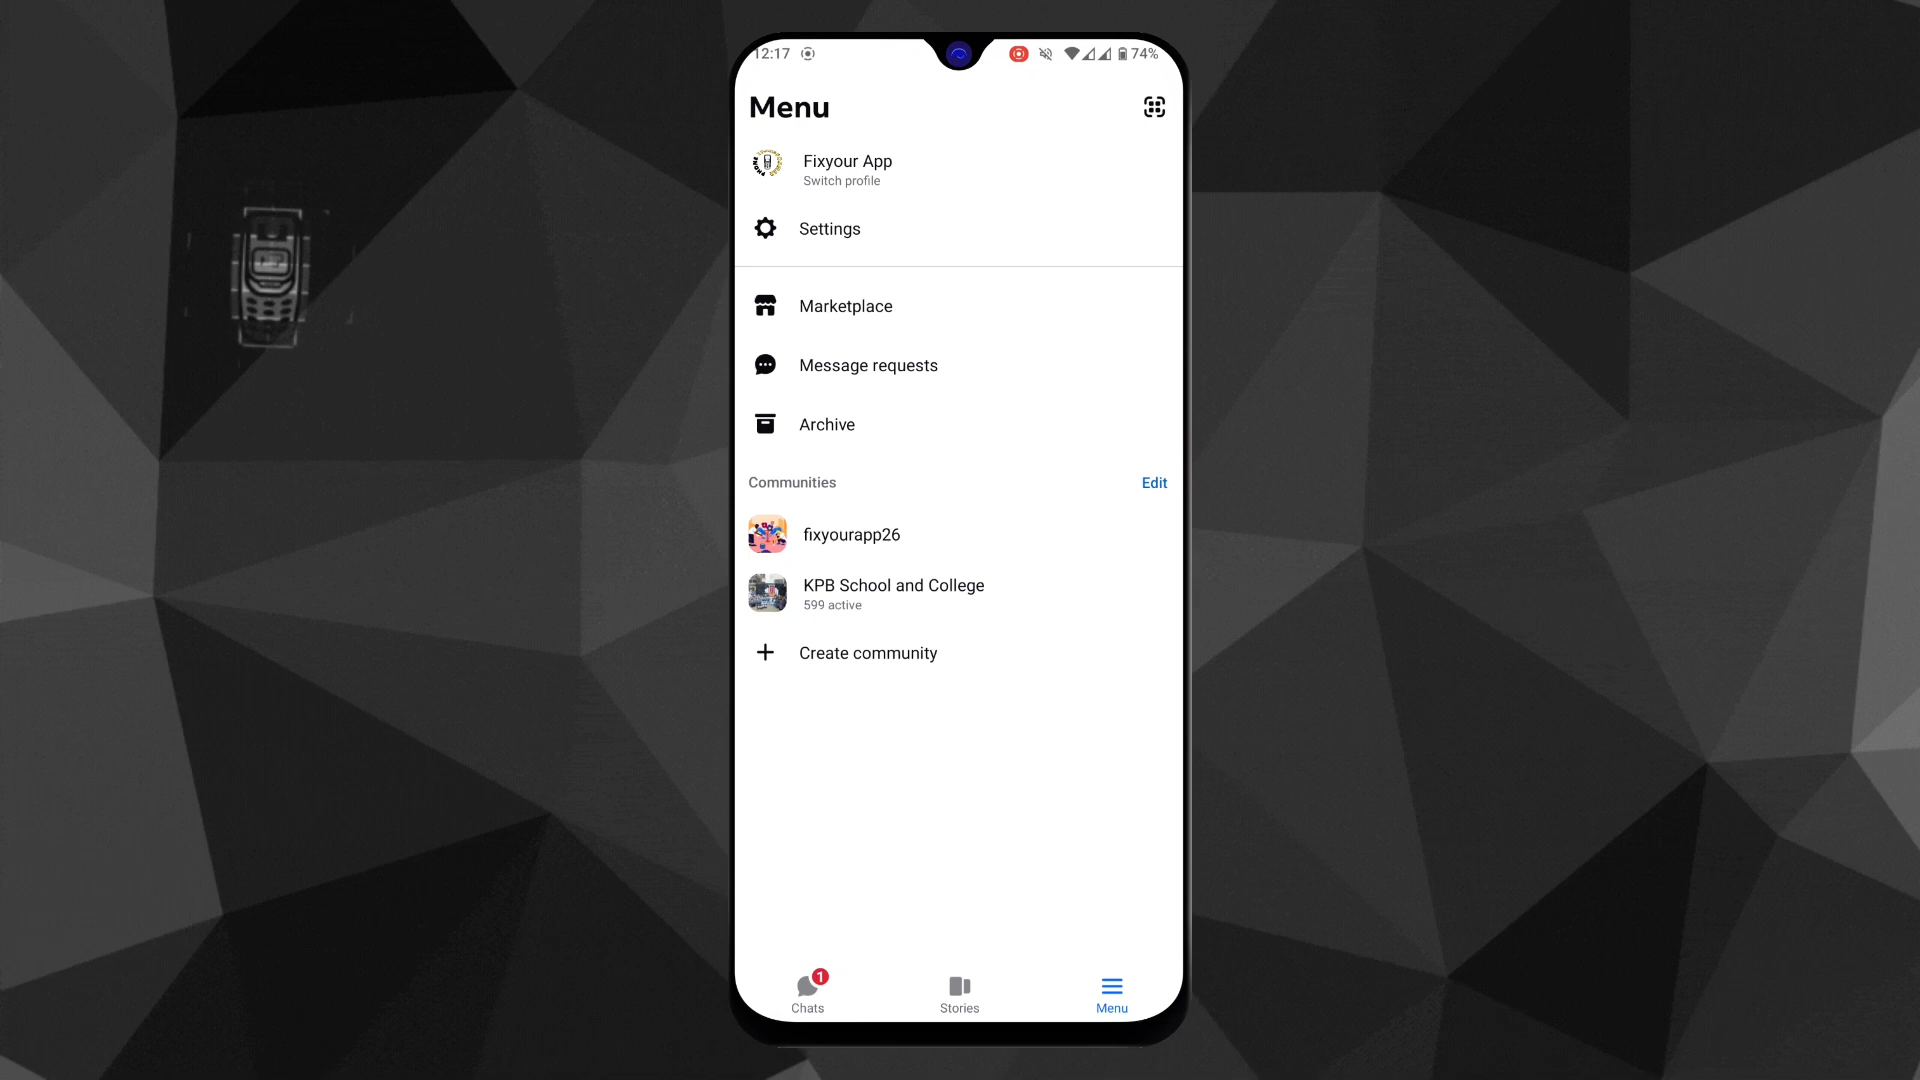 12:17
74%
Menu
Fixyour App
Switch profile
Settings
Marketplace
Message requests
Archive
Communities
Edit
fixyourapp26
KPB School and College
599 active
Create community
1
Chats
Stories
Menu